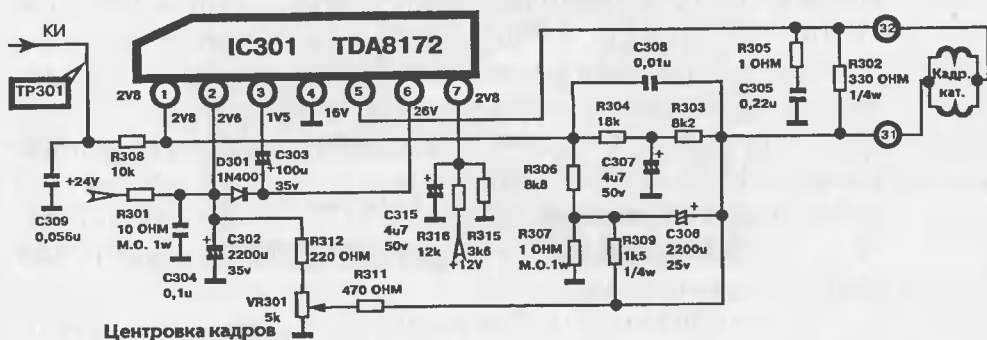 КИ
TP301
IC301 TDA8172
1 2 3 4 5 6 7
2V8
2V8
2V6
1V5
16V
26V
2V8
R308
10k
D301
1N400
C303
100u
35v
+24V
C309
0,056u
R301
10 OHM
M.O. 1w
C304
0,1u
C302
2200u
35v
R312
220 OHM
VR301
5k
R311
470 OHM
Центровка кадров
C315
4u7
50v
R316
12k
R315
3k6
+12V
C308
0,01u
R304
18k
R303
8k2
R306
8k8
C307
4u7
50v
R307
1 OHM
M.O.1w
R309
1k5
1/4w
C306
2200u
25v
R305
1 OHM
C305
0,22u
R302
330 OHM
1/4w
32
31
Кадр.
кат.